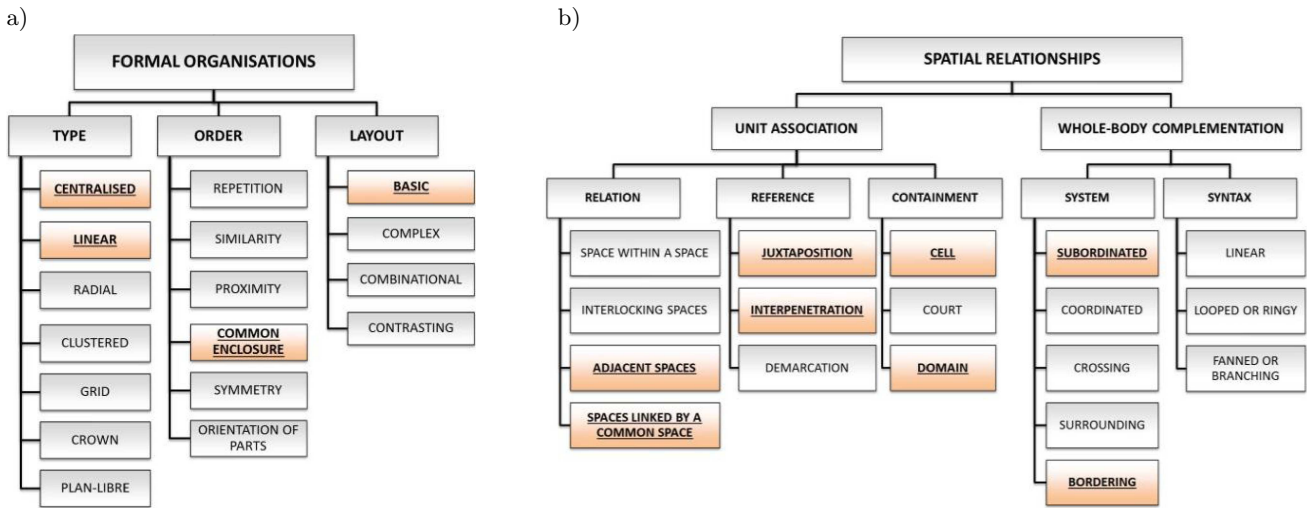 a)
FORMAL ORGANISATIONS
TYPE
CENTRALISED
LINEAR
RADIAL
CLUSTERED
GRID
CROWN
PLAN-LIBRE
ORDER
REPETITION
SIMILARITY
PROXIMITY
COMMON
ENCLOSURE
SYMMETRY
ORIENTATION OF
PARTS
LAYOUT
BASIC
COMPLEX
COMBINATIONAL
CONTRASTING
b)
SPATIAL RELATIONSHIPS
UNIT ASSOCIATION
RELATION
SPACE WITHIN A SPACE
INTERLOCKING SPACES
ADJACENT SPACES
SPACES LINKED BY A
COMMON SPACE
REFERENCE
JUXTAPOSITION
INTERPENETRATION
DEMARCATION
CONTAINMENT
CELL
COURT
DOMAIN
WHOLE-BODY COMPLEMENTATION
SYSTEM
SUBORDINATED
COORDINATED
CROSSING
SURROUNDING
BORDERING
SYNTAX
LINEAR
LOOPED OR RINGY
FANNED OR
BRANCHING